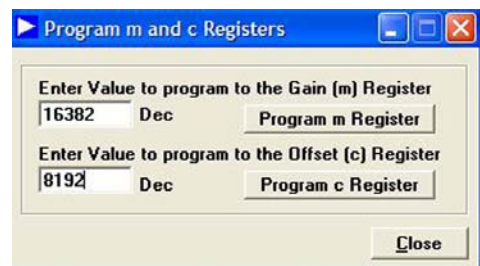 Program m and c Registers
Enter Value to program to the Gain (m) Register
16382 Dec Program m Register
Enter Value to program to the Offset (c) Register
8192 Dec Program c Register
Close